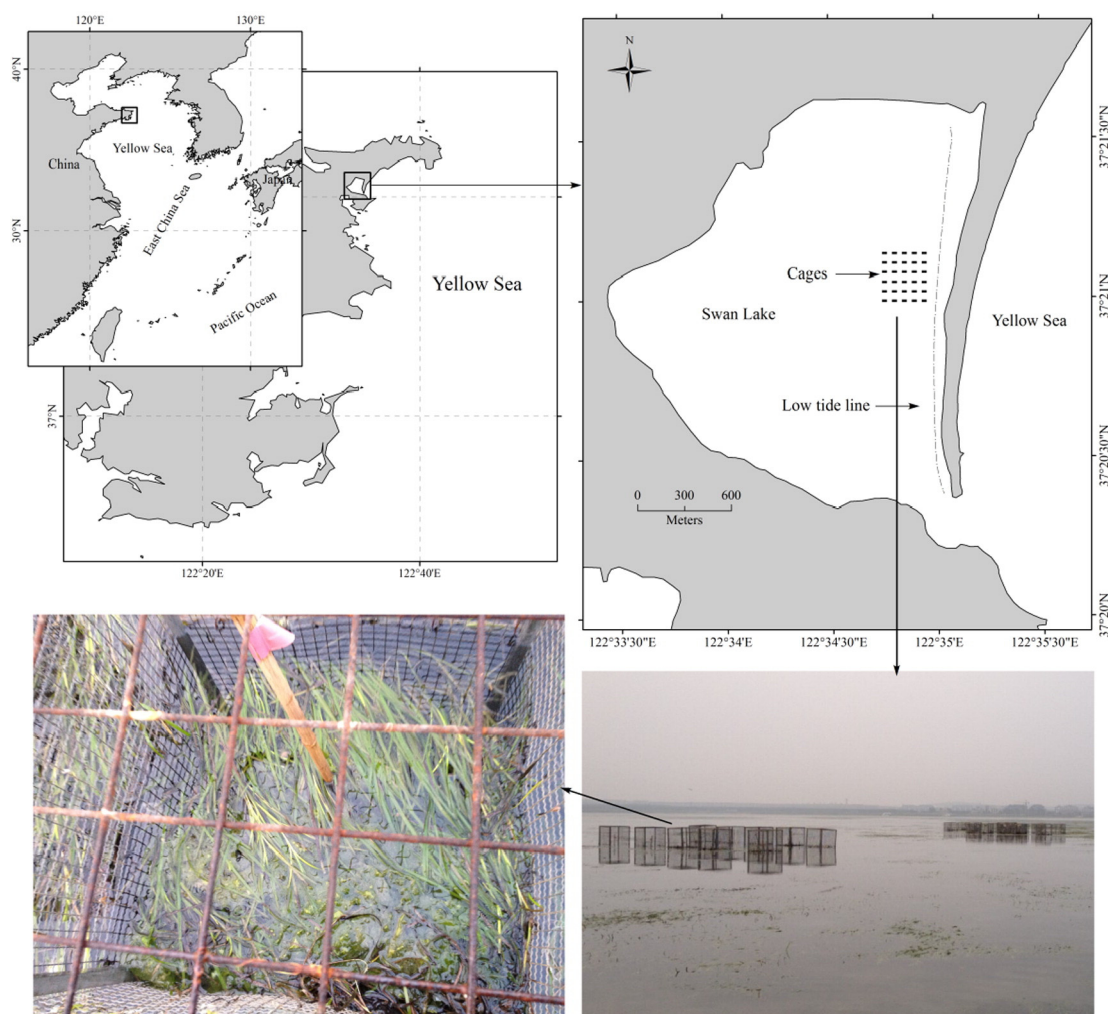 120°E
130°E
40°N
30°N
China
Yellow Sea
Japan
East China Sea
Pacific Ocean
Yellow Sea
37°N
122°20'E
122°40'E
N
Cages
Swan Lake
Yellow Sea
Low tide line
0 300 600
Meters
37°21'30"N
37°21'N
37°20'30"N
37°20'N
122°33'30"E
122°34'E
122°34'30"E
122°35'E
122°35'30"E